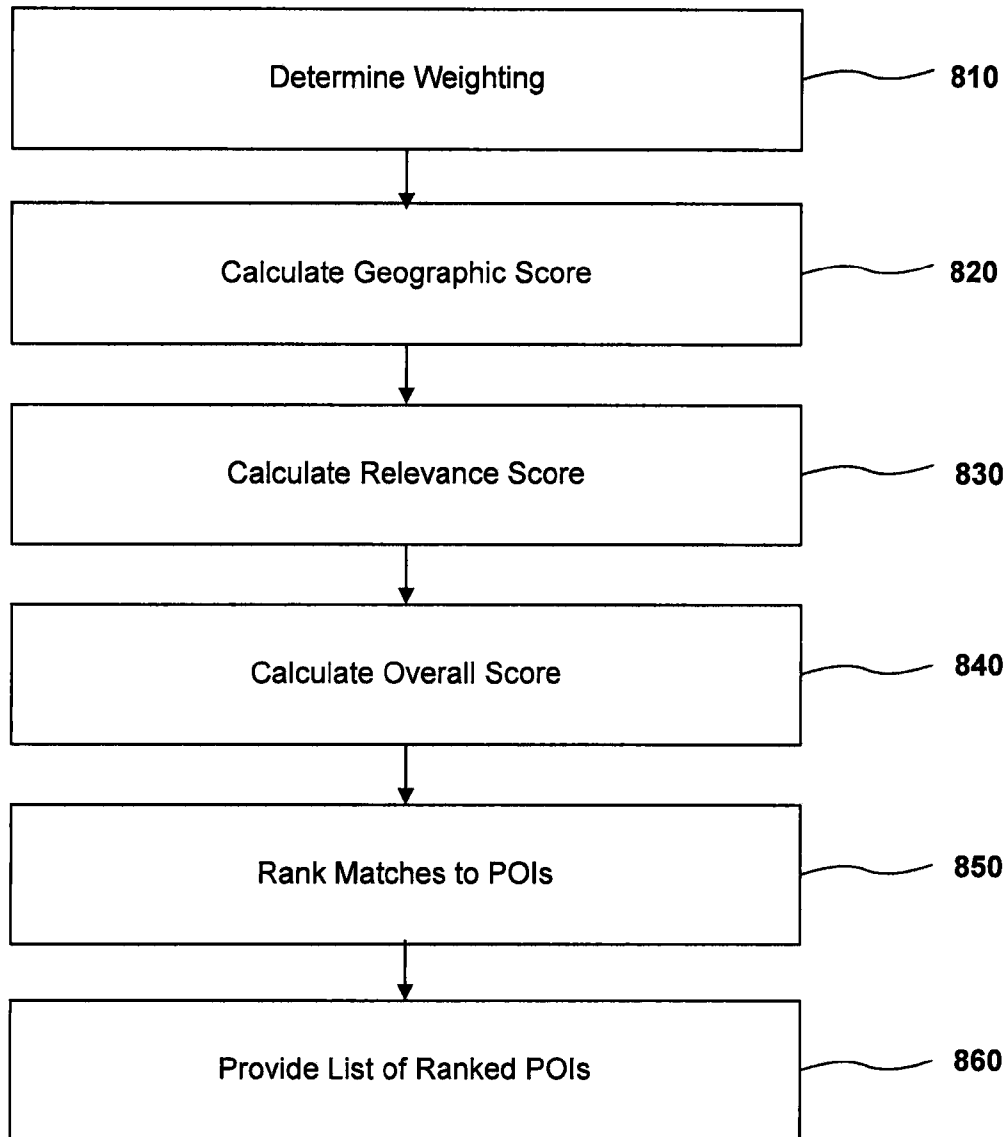 Determine Weighting
810
Calculate Geographic Score
820
Calculate Relevance Score
830
Calculate Overall Score
840
Rank Matches to POIs
850
Provide List of Ranked POIs
860